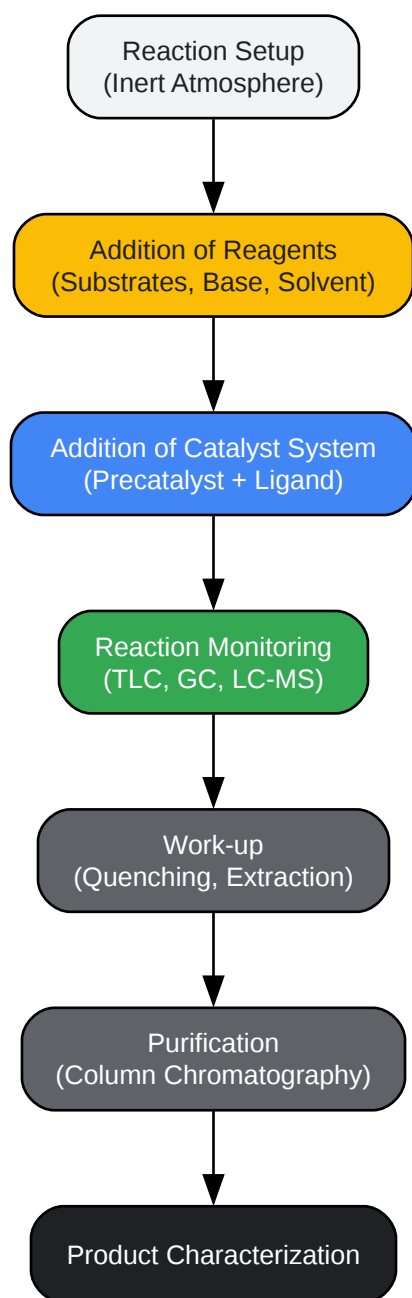 Reaction Setup
(Inert Atmosphere)
Addition of Reagents
(Substrates, Base, Solvent)
Addition of Catalyst System
(Precatalyst + Ligand)
Reaction Monitoring
(TLC, GC, LC-MS)
Work-up
(Quenching, Extraction)
Purification
(Column Chromatography)
Product Characterization